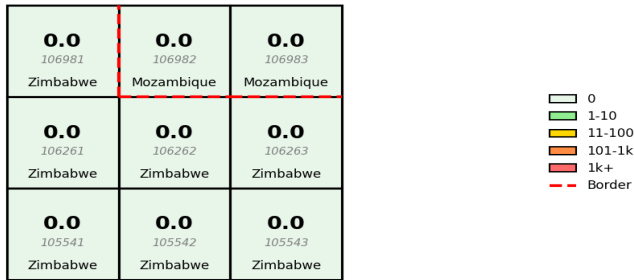 0.0 0.0 0.0
106981 106982 106983
Zimbabwe Mozambique Mozambique
0.0 0.0 0.0
106261 106262 106263
Zimbabwe Zimbabwe Zimbabwe
0.0 0.0 0.0
105541 105542 105543
Zimbabwe Zimbabwe Zimbabwe
0
1-10
11-100
101-1k
1k+
Border